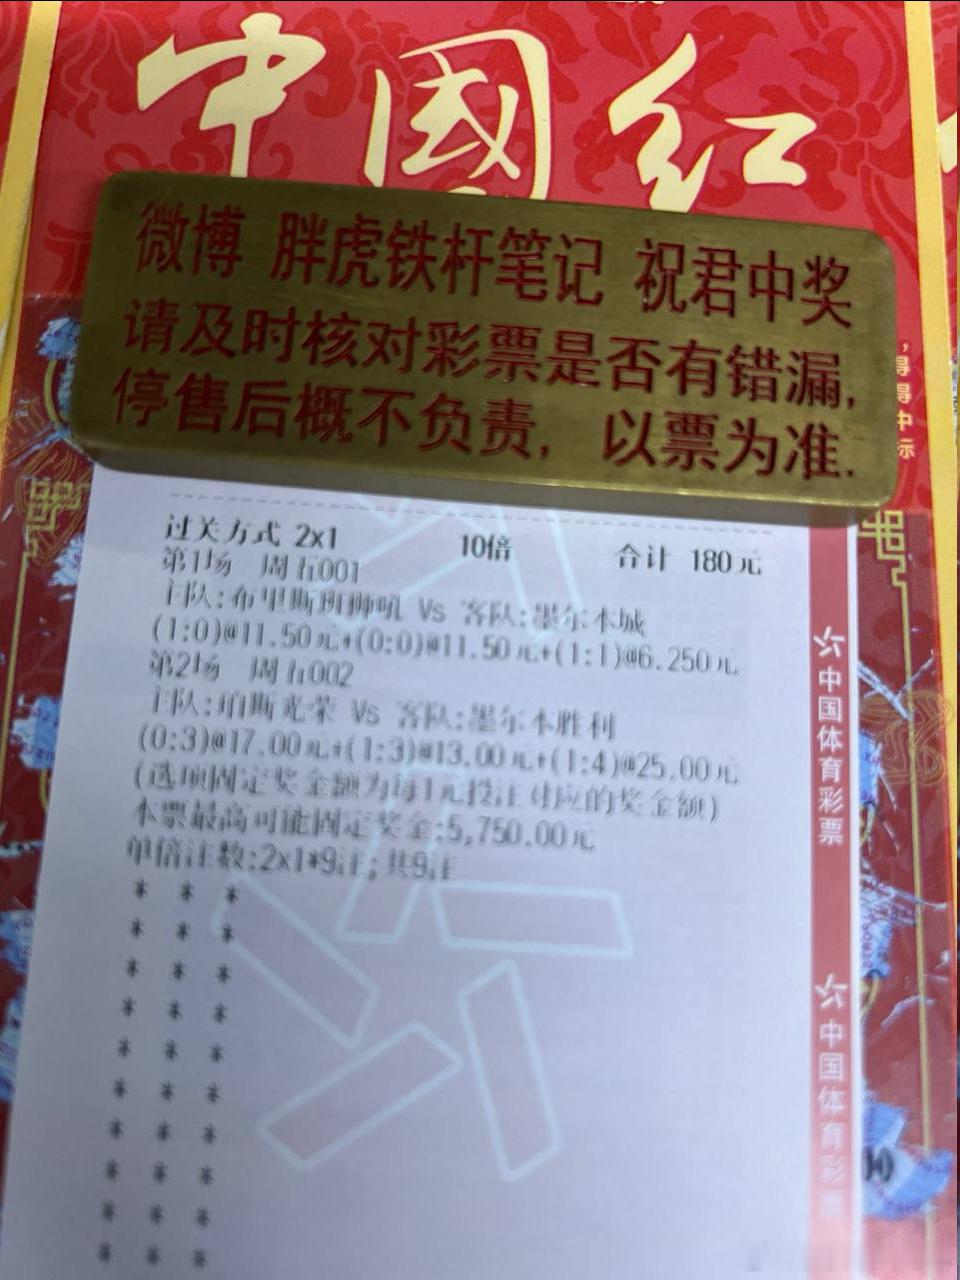 中國红
微博 胖虎铁杆笔记 祝君中奖
请及时核对彩票是否有错漏,
停售后概不负责, 以票为准.
,得得中标
过关方式 2x1 10倍 合计 180元
第1场 周五001
主队:布里斯班狮吼 Vs 客队:墨尔本城
(1:0)@11.50元+(0:0)@11.50元+(1:1)@6.250元
第2场 周五002
主队:珀斯光荣 Vs 客队:墨尔本胜利
(0:3)@17.00元+(1:3)@13.00元+(1:4)@25.00元
(选项固定奖金额为每1元投注对应的奖金额)
本票最高可能固定奖金:5,750.00元
单倍注数:2x1*9注; 共9注
* * *
* * *
* * *
* * *
* * *
* * *
* * *
* * *
* * *
* * *
中国体育彩票
中国体育彩票